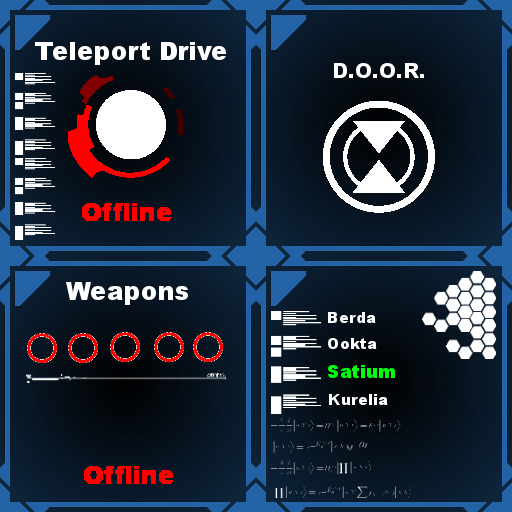 Teleport Drive
Offline
D.O.O.R.
Weapons
Offline
Berda
Ookta
Satium
Kurelia